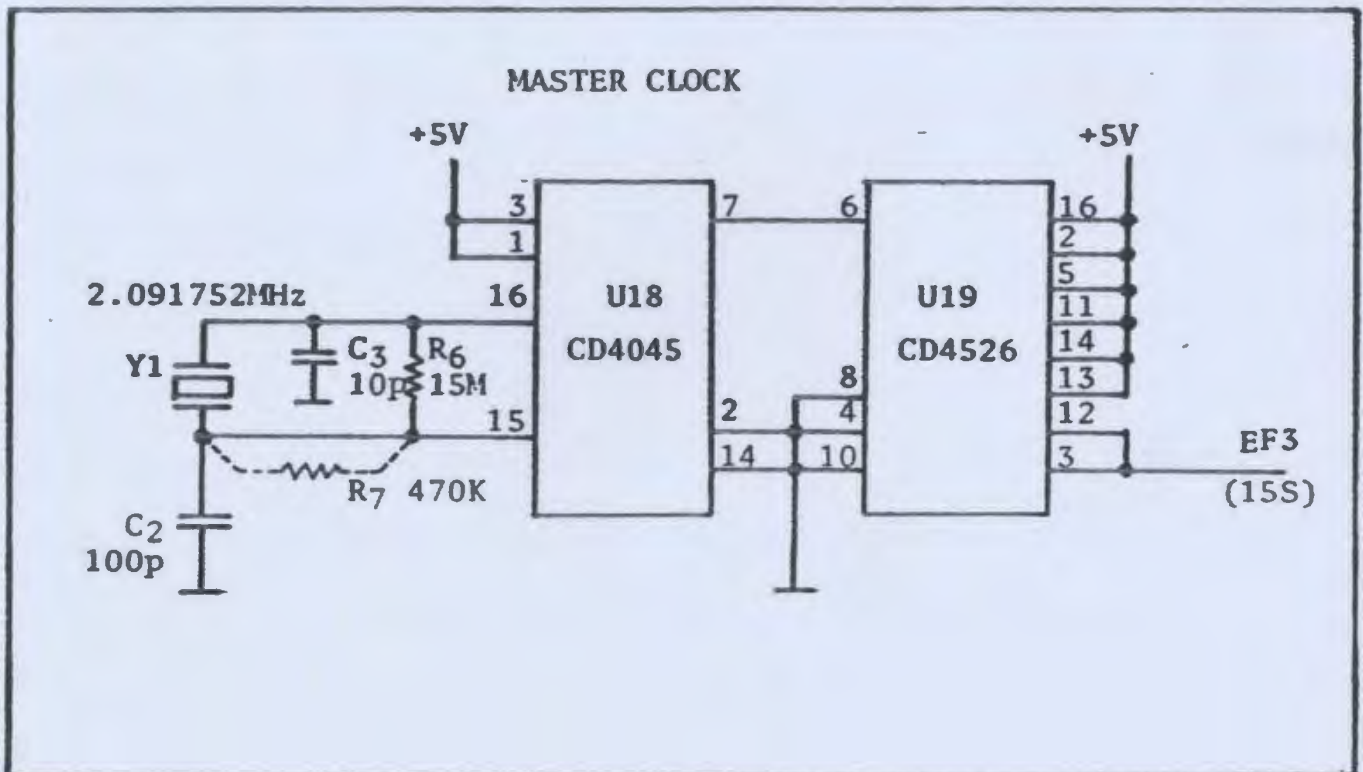 MASTER CLOCK
+5V
+5V
3
7
6
16
1
2
2.091752MHz
16
U18
U19
5
11
Y1
C3
R6
CD4045
CD4526
14
10p
15M
8
13
15
2
4
12
14
10
3
EF3
R7 470K
(15S)
C2
100p